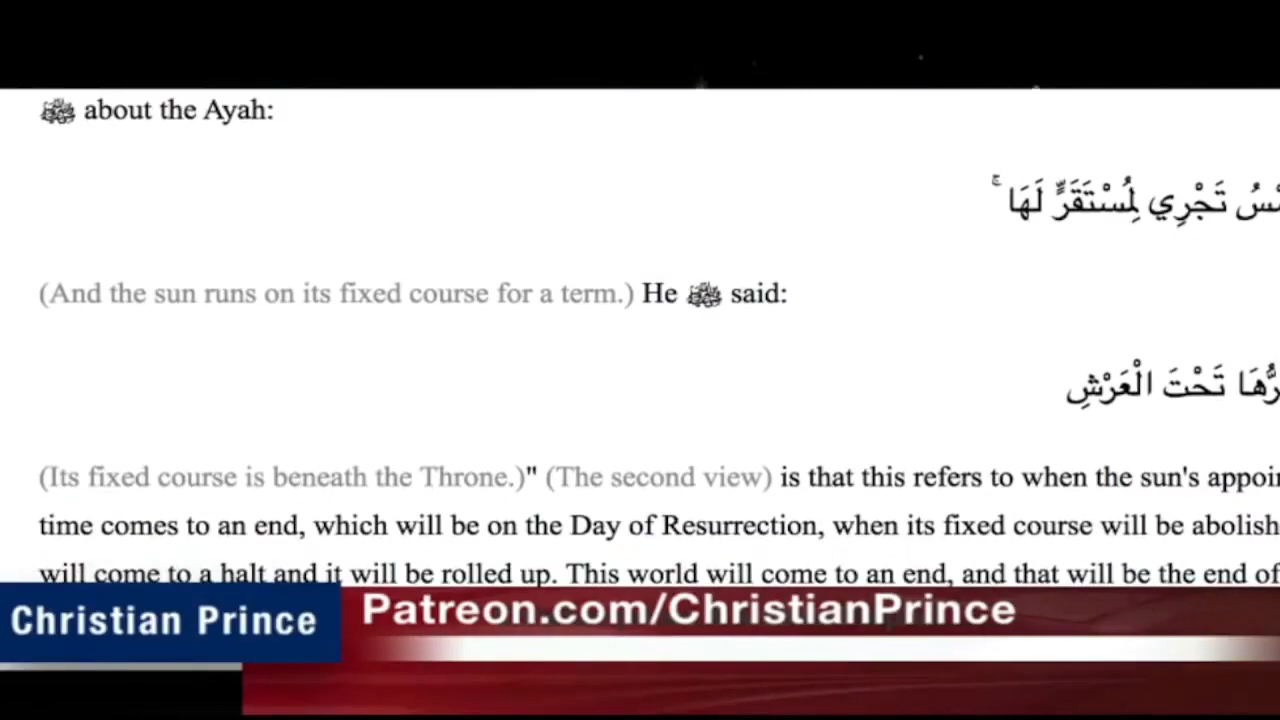 ﷺ about the Ayah:
تَجْرِي لِمُسْتَقَرٍّ لَهَا ۚ
(And the sun runs on its fixed course for a term.) He ﷺ said:
تَحْتَ الْعَرْشِ
(Its fixed course is beneath the Throne.)" (The second view) is that this refers to when the sun's
time comes to an end, which will be on the Day of Resurrection, when its fixed course will be
will come to a halt and it will be rolled up. This world will come to an end, and that will be the end of
Christian Prince
Patreon.com/ChristianPrince